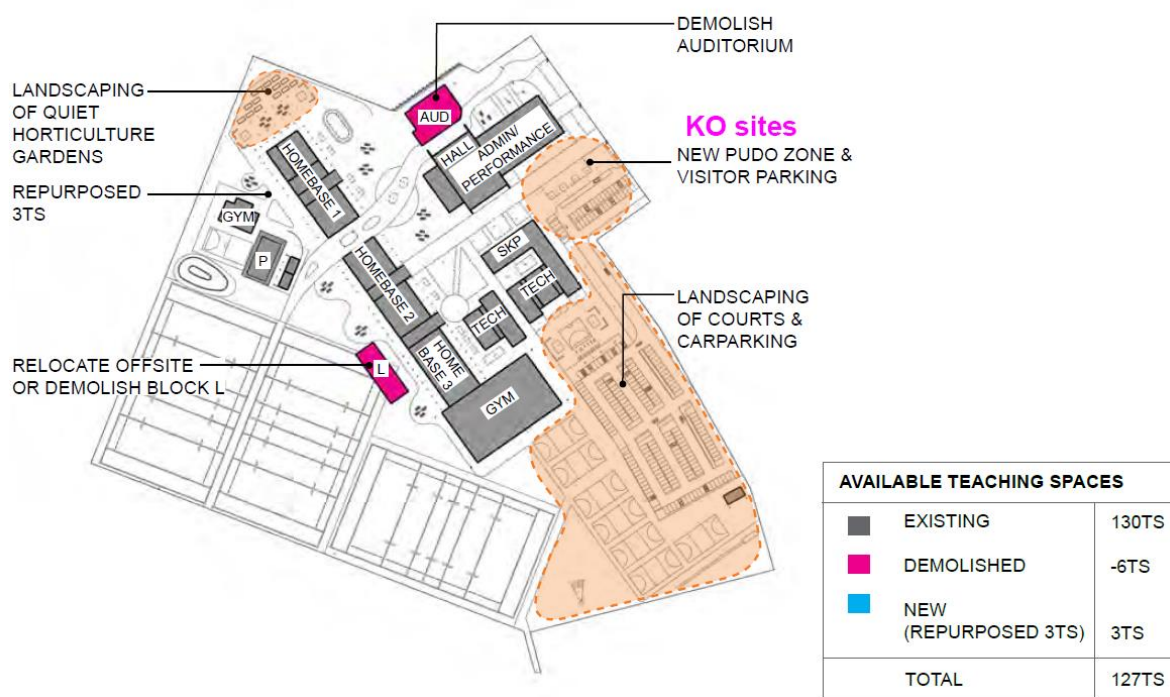 DEMOLISH
AUDITORIUM
LANDSCAPING
OF QUIET
HORTICULTURE
GARDENS
AUD
KO sites
HALL
ADMIN/
PERFORMANCE
NEW PUDO ZONE &
VISITOR PARKING
HOMEBASE 1
REPURPOSED
3TS
GYM
P
SKP
HOMEBASE 2
TECH
TECH
LANDSCAPING
OF COURTS &
CARPARKING
RELOCATE OFFSITE
OR DEMOLISH BLOCK L
L
HOME
BASE 3
GYM
AVAILABLE TEACHING SPACES
EXISTING 130TS
DEMOLISHED -6TS
NEW
(REPURPOSED 3TS) 3TS
TOTAL 127TS